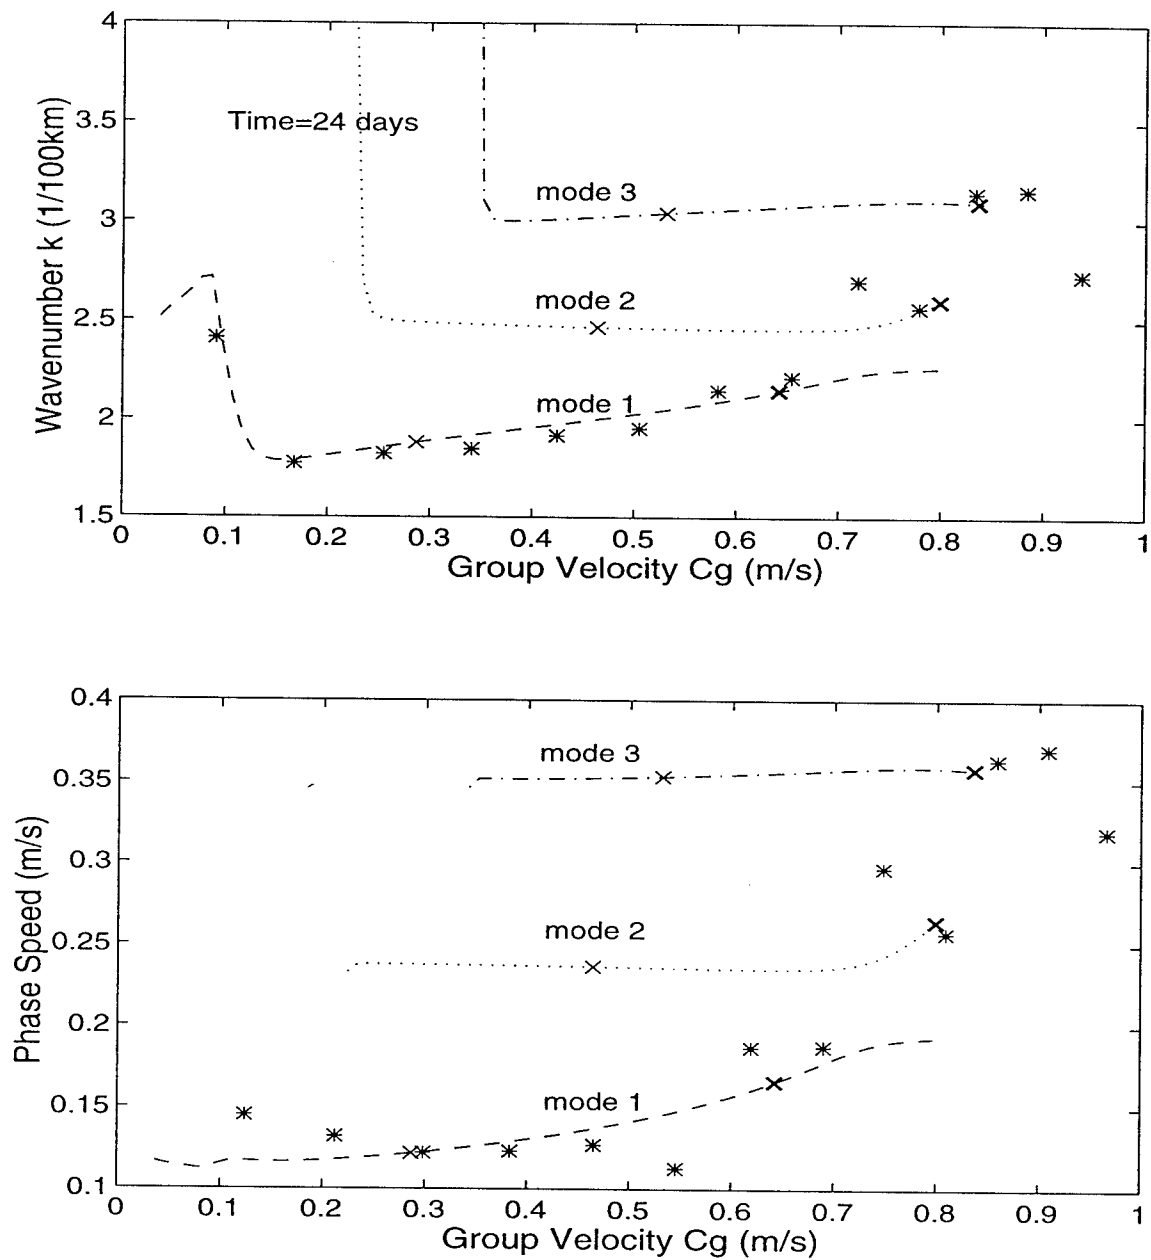 4
3.5
3
2.5
2
1.5
Wavenumber k (1/100km)
Time=24 days
mode 3
mode 2
mode 1
0 0.1 0.2 0.3 0.4 0.5 0.6 0.7 0.8 0.9 1
Group Velocity Cg (m/s)
0.4
0.35
0.3
0.25
0.2
0.15
0.1
Phase Speed (m/s)
mode 3
mode 2
mode 1
0 0.1 0.2 0.3 0.4 0.5 0.6 0.7 0.8 0.9 1
Group Velocity Cg (m/s)